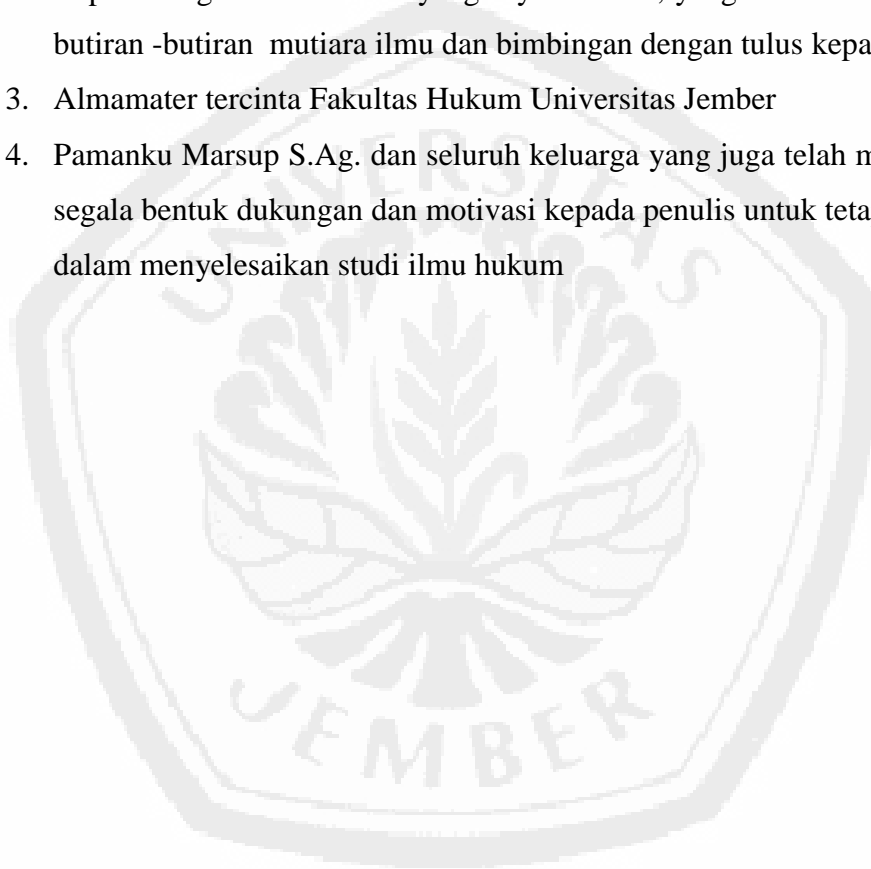 butiran -butiran mutiara ilmu dan bimbingan dengan tulus
3. Almamater tercinta Fakultas Hukum Universitas Jember
4. Pamanku Marsup S.Ag. dan seluruh keluarga yang juga telah
segala bentuk dukungan dan motivasi kepada penulis untuk
dalam menyelesaikan studi ilmu hukum
UNIVERSITAS
JEMBER